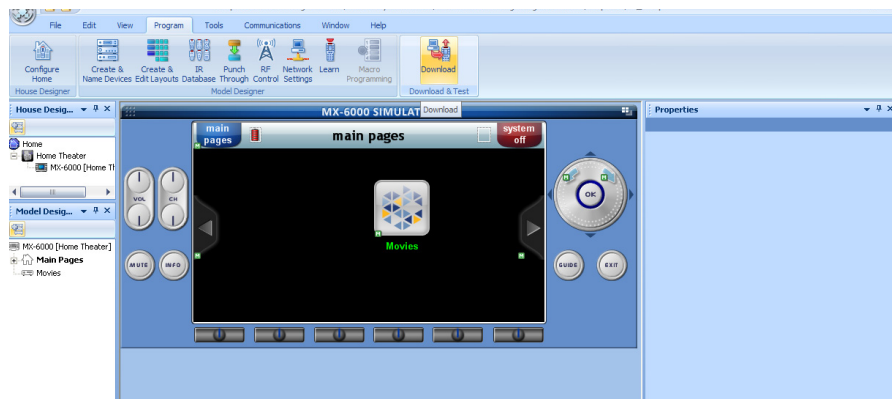 File Edit View Program Tools Communications Window Help
Configure Home
Create & Name Devices
Create & Edit Layouts
IR Database
Punch Through
RF Control
Network Settings
Learn
Macro Programming
Download
House Designer
Model Designer
Download & Test
House Desig...
Home
Home Theater
MX-6000 [Home Th
Model Desig...
MX-6000 [Home Theater]
Main Pages
Movies
MX-6000 SIMULAT
Download
main pages
main pages
system off
VOL
CH
MUTE
INFO
M
Movies
M
M
M
M
M
OK
GUIDE
EXIT
Properties